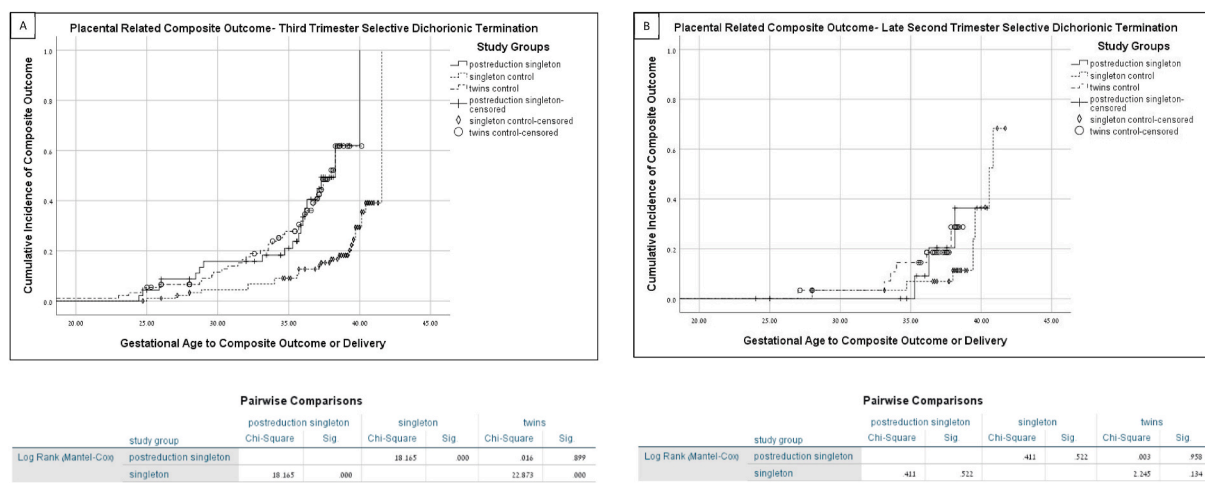 A
Placental Related Composite Outcome- Third Trimester Selective Dichorionic Termination
Study Groups
postreduction singleton
singleton control
twins control
postreduction singleton-
censored
singleton control-censored
twins control-censored
Cumulative Incidence of Composite Outcome
1.0
0.8
0.6
0.4
0.2
0.0
20.00 25.00 30.00 35.00 40.00 45.00
Gestational Age to Composite Outcome or Delivery
Pairwise Comparisons
postreduction singleton singleton twins
study group Chi-Square Sig. Chi-Square Sig. Chi-Square Sig.
Log Rank (Mantel-Cox) postreduction singleton 18.165 .000 .016 .899
singleton 18.165 .000 22.873 .000
B
Placental Related Composite Outcome- Late Second Trimester Selective Dichorionic Termination
Study Groups
postreduction singleton
singleton control
twins control
postreduction singleton-
censored
singleton control-censored
twins control-censored
Cumulative Incidence of Composite Outcome
1.0
0.8
0.6
0.4
0.2
0.0
20.00 25.00 30.00 35.00 40.00 45.00
Gestational Age to Composite Outcome or Delivery
Pairwise Comparisons
postreduction singleton singleton twins
study group Chi-Square Sig. Chi-Square Sig. Chi-Square Sig.
Log Rank (Mantel-Cox) postreduction singleton .411 .522 .003 .958
singleton .411 .522 2.245 .134